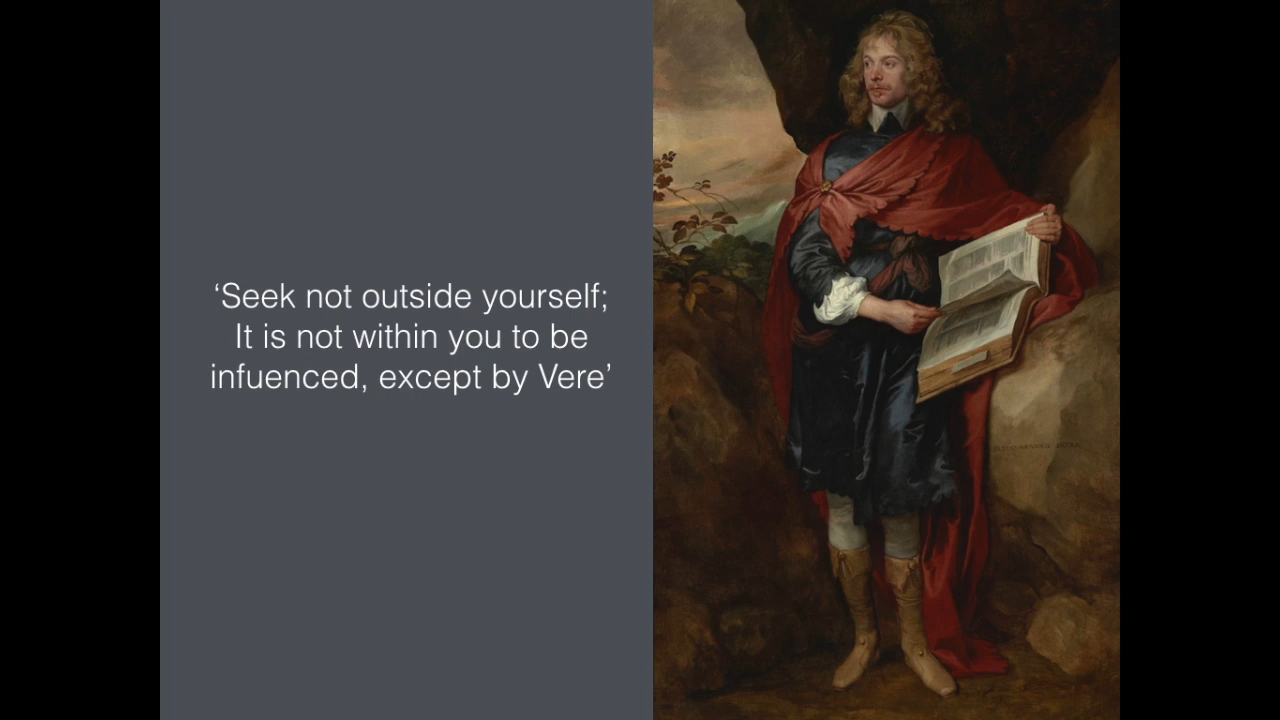 ‘Seek not outside yourself;
It is not within you to be
infuenced, except by Vere’